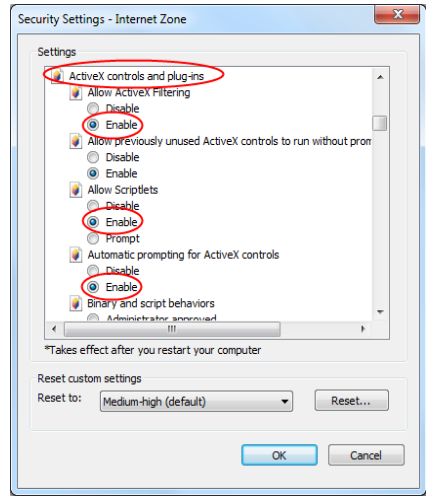 Security Settings - Internet Zone
Settings
ActiveX controls and plug-ins
Allow ActiveX Filtering
Disable
Enable
Allow previously unused ActiveX controls to run without prom
Disable
Enable
Allow Scriptlets
Disable
Enable
Prompt
Automatic prompting for ActiveX controls
Disable
Enable
Binary and script behaviors
Administrator approved
*Takes effect after you restart your computer
Reset custom settings
Reset to: Medium-high (default) Reset...
OK Cancel